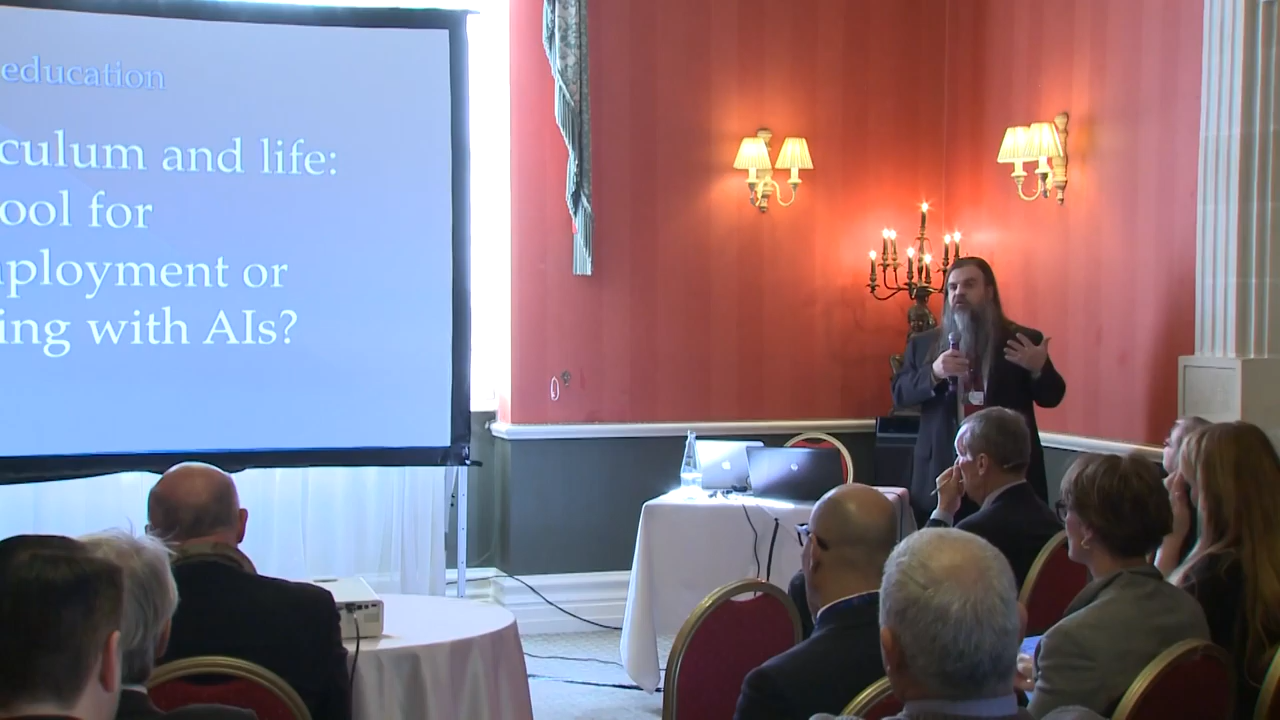 education
culum and life:
ool for
ployment or
ing with AIs?